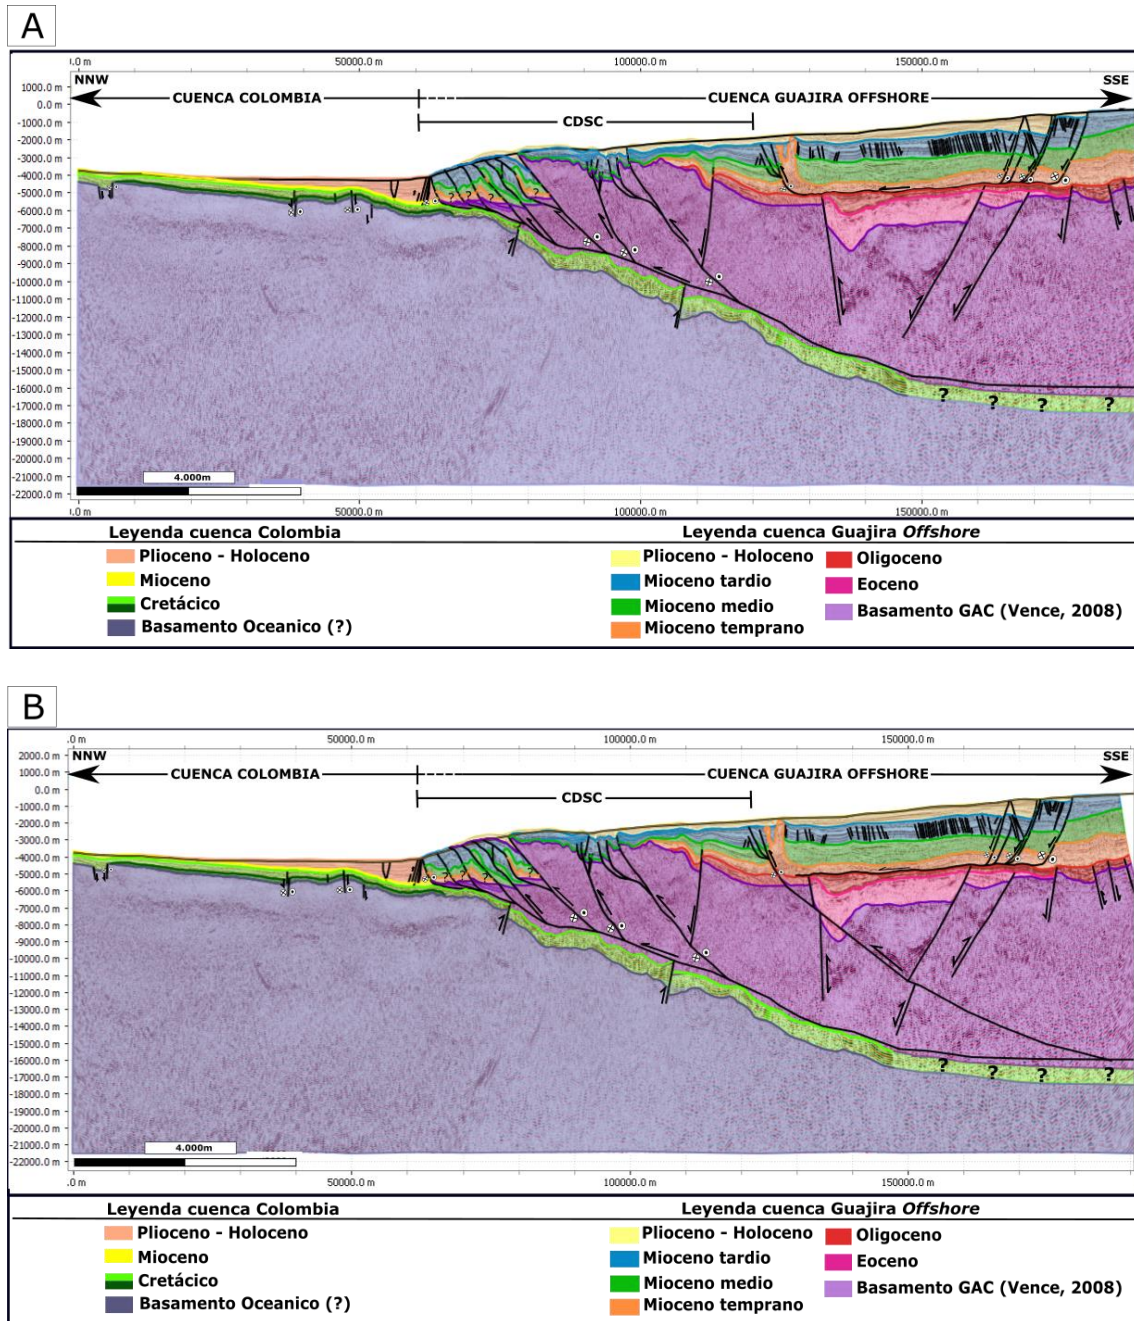 A
.0 m 50000.0 m 100000.0 m 150000.0 m
NNW SSE
CUENCA COLOMBIA CUENCA GUAJIRA OFFSHORE
CDSC
1000.0 m
0.0 m
-1000.0 m
-2000.0 m
-3000.0 m
-4000.0 m
-5000.0 m
-6000.0 m
-7000.0 m
-8000.0 m
-9000.0 m
-10000.0 m
-11000.0 m
-12000.0 m
-13000.0 m
-14000.0 m
-15000.0 m
-16000.0 m
-17000.0 m
-18000.0 m
-19000.0 m
-20000.0 m
-21000.0 m
-22000.0 m
? ? ? ? ?
? ? ? ?
4.000m
.0 m 50000.0 m 100000.0 m 150000.0 m
Leyenda cuenca Colombia Leyenda cuenca Guajira Offshore
Plioceno - Holoceno Plioceno - Holoceno Oligoceno
Mioceno Mioceno tardio Eoceno
Cretácico Mioceno medio Basamento GAC (Vence, 2008)
Basamento Oceanico (?) Mioceno temprano
B
.0 m 50000.0 m 100000.0 m 150000.0 m
2000.0 m
NNW SSE
1000.0 m
CUENCA COLOMBIA CUENCA GUAJIRA OFFSHORE
CDSC
0.0 m
-1000.0 m
-2000.0 m
-3000.0 m
-4000.0 m
-5000.0 m
-6000.0 m
-7000.0 m
-8000.0 m
-9000.0 m
-10000.0 m
-11000.0 m
-12000.0 m
-13000.0 m
-14000.0 m
-15000.0 m
-16000.0 m
-17000.0 m
-18000.0 m
-19000.0 m
-20000.0 m
-21000.0 m
-22000.0 m
? ? ? ? ?
? ? ? ?
4.000m
.0 m 50000.0 m 100000.0 m 150000.0 m
Leyenda cuenca Colombia Leyenda cuenca Guajira Offshore
Plioceno - Holoceno Plioceno - Holoceno Oligoceno
Mioceno Mioceno tardio Eoceno
Cretácico Mioceno medio Basamento GAC (Vence, 2008)
Basamento Oceanico (?) Mioceno temprano